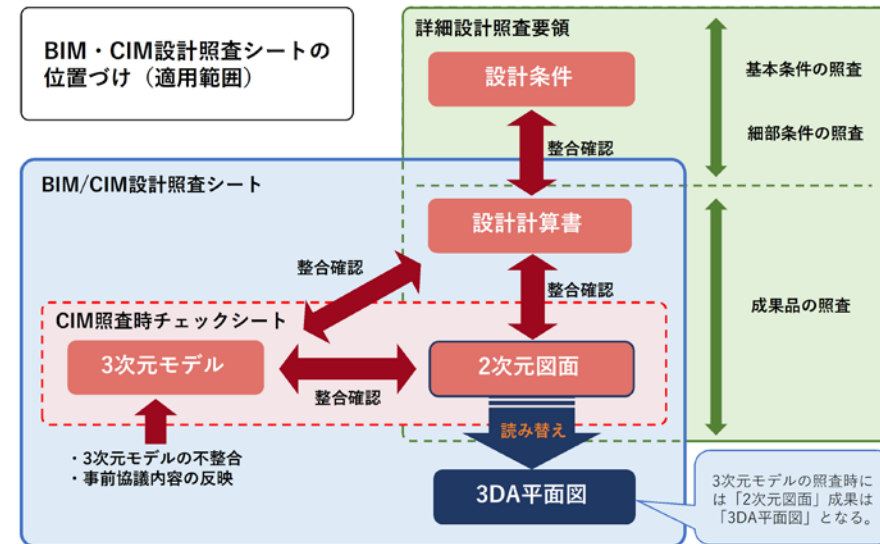 BIM・CIM設計照査シートの
位置づけ（適用範囲）
詳細設計照査要領
設計条件
基本条件の照査
細部条件の照査
整合確認
BIM/CIM設計照査シート
設計計算書
整合確認
整合確認
成果品の照査
CIM照査時チェックシート
3次元モデル
2次元図面
整合確認
読み替え
・3次元モデルの不整合
・事前協議内容の反映
3DA平面図
3次元モデルの照査時に
は「2次元図面」成果は
「3DA平面図」となる。